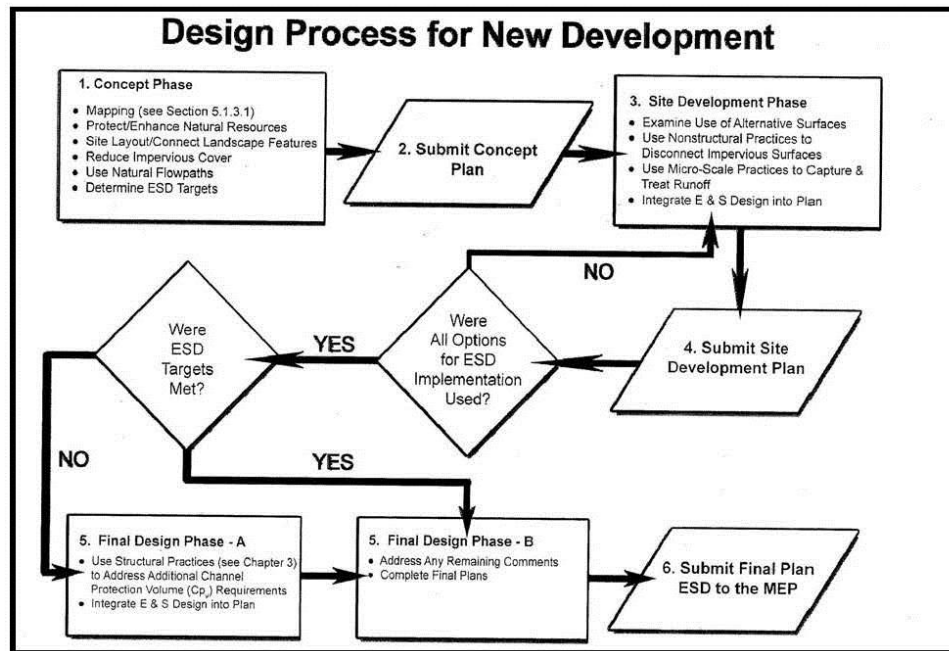 Design Process for New Development
1. Concept Phase
• Mapping (see Section 5.1.3.1)
• Protect/Enhance Natural Resources
• Site Layout/Connect Landscape Features
• Reduce Impervious Cover
• Use Natural Flowpaths
• Determine ESD Targets
2. Submit Concept
Plan
3. Site Development Phase
• Examine Use of Alternative Surfaces
• Use Nonstructural Practices to
Disconnect Impervious Surfaces
• Use Micro-Scale Practices to Capture &
Treat Runoff
• Integrate E & S Design into Plan
NO
4. Submit Site
Development Plan
Were
All Options
for ESD
Implementation
Used?
YES
Were
ESD
Targets
Met?
NO
YES
5. Final Design Phase - A
• Use Structural Practices (see Chapter 3)
to Address Additional Channel
Protection Volume (Cpv) Requirements
• Integrate E & S Design into Plan
5. Final Design Phase - B
• Address Any Remaining Comments
• Complete Final Plans
6. Submit Final Plan
ESD to the MEP